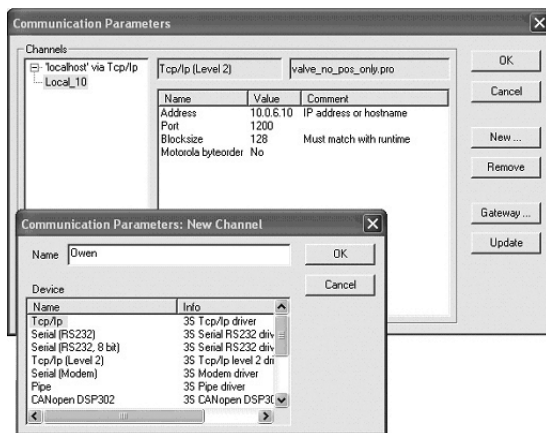 Communication Parameters
Channels
'localhost' via Tcp/Ip
Local_10
Tcp/Ip (Level 2)
valve_no_pos_only.pro
Name Value Comment
Address 10.0.6.10 IP address or hostname
Port 1200
Blocksize 128 Must match with runtime
Motorola byteorder No
OK
Cancel
New ...
Remove
Gateway ...
Update
Communication Parameters: New Channel
Name Owen
OK
Cancel
Device
Name Info
Tcp/Ip 3S Tcp/Ip driver
Serial (RS232) 3S Serial RS232 driv
Serial (RS232, 8 bit) 3S Serial RS232 driv
Tcp/Ip (Level 2) 3S Tcp/Ip level 2 dri
Serial (Modem) 3S Modem driver
Pipe 3S Pipe driver
CANopen DSP302 3S CANopen DSP30